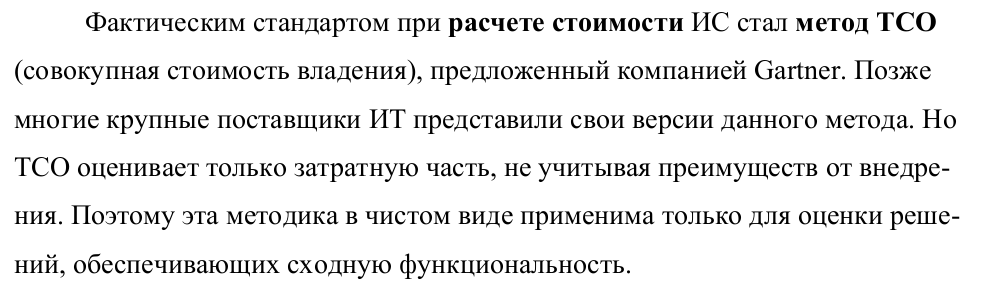 Фактическим стандартом при расчете стоимости ИС стал метод ТСО
(совокупная стоимость владения), предложенный компанией Gartner. Позже
многие крупные поставщики ИТ представили свои версии данного метода. Но
ТСО оценивает только затратную часть, не учитывая преимуществ от внедре-
ния. Поэтому эта методика в чистом виде применима только для оценки реше-
ний, обеспечивающих сходную функциональность.